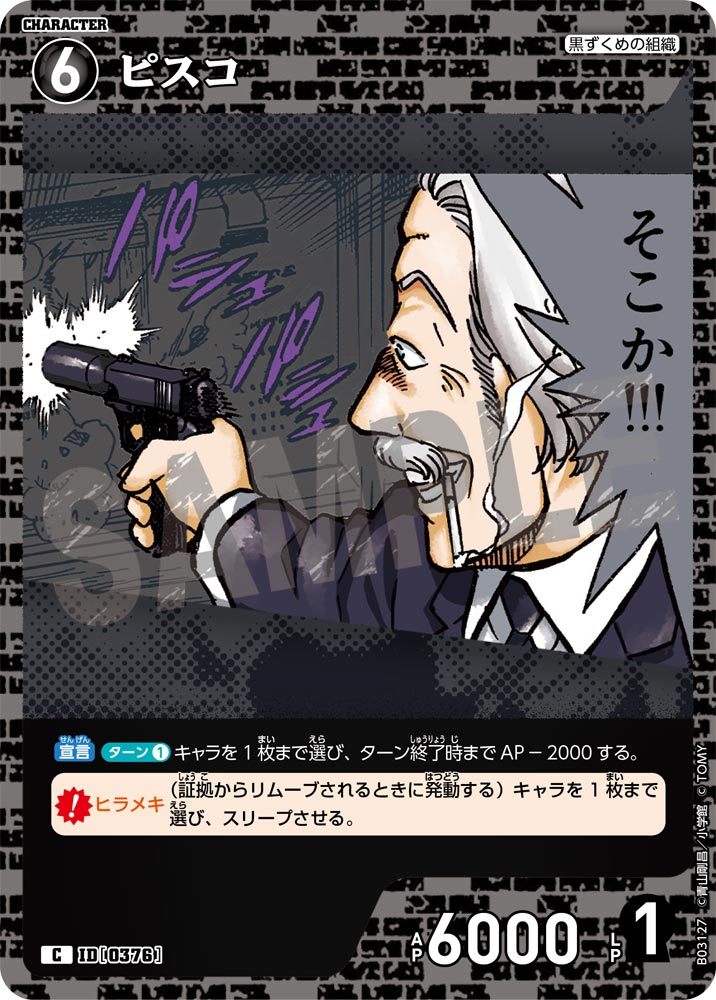 CHARACTER
6
ピスコ
黒ずくめの組織
パシュ
パシュ
パシュ
そこか!!!
SAMPLE
宣言 ターン1 キャラを1枚まで選び、ターン終了時までAP－2000する。
ヒラメキ (証拠からリムーブされるときに発動する) キャラを1枚まで
選び、スリープさせる。
C ID[0376]
AP 6000 LP 1
B03127 ©青山剛昌／小学館 ©TOMY